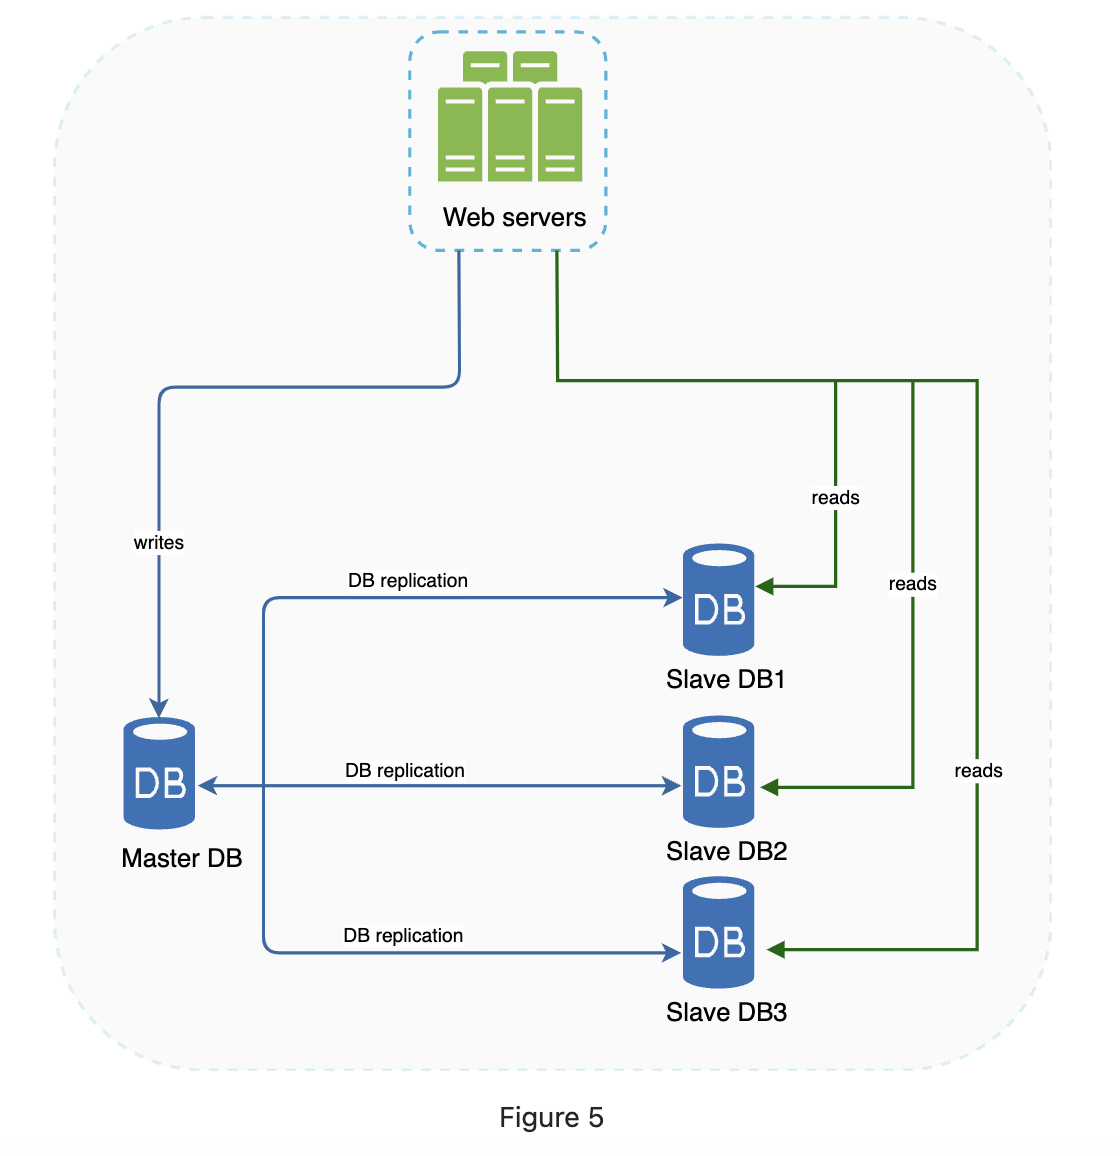 Web servers
reads
writes
DB replication
reads
DB
Slave DB1
DB replication
reads
DB
DB
Master DB
Slave DB2
DB replication
DB
Slave DB3
Figure 5